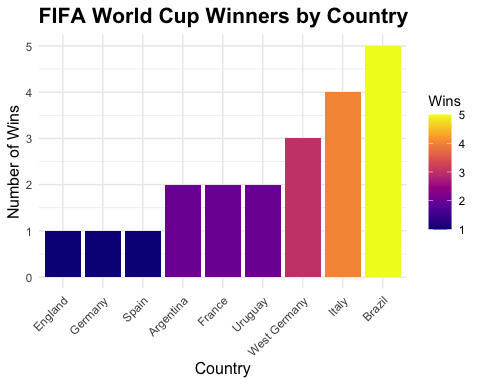 FIFA World Cup Winners by Country
Number of Wins
5
4
3
2
1
0
England
Germany
Spain
Argentina
France
Uruguay
West Germany
Italy
Brazil
Country
Wins
5
4
3
2
1